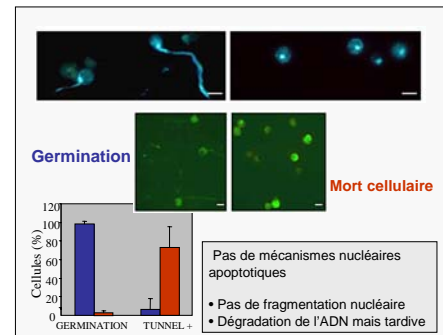 Germination
Mort cellulaire
120
100
80
60
40
20
0
Cellules (%)
GERMINATION
TUNNEL +
Pas de mécanismes nucléaires
apoptotiques
• Pas de fragmentation nucléaire
• Dégradation de l'ADN mais tardive